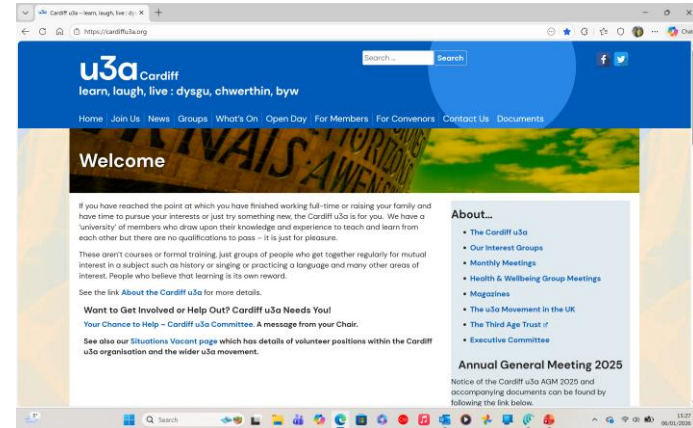 Cardiff u3a – learn, laugh, live : dy
https://cardiffu3a.org
Chat
u3a Cardiff
learn, laugh, live : dysgu, chwerthin, byw
Search ...
Search
Home Join Us News Groups What's On Open Day For Members For Convenors Contact Us Documents
Welcome
If you have reached the point at which you have finished working full-time or raising your family and
have time to pursue your interests or just try something new, the Cardiff u3a is for you. We have a
'university' of members who draw upon their knowledge and experience to teach and learn from
each other but there are no qualifications to pass – it is just for pleasure.
These aren't courses or formal training, just groups of people who get together regularly for mutual
interest in a subject such as history or singing or practicing a language and many other areas of
interest. People who believe that learning is its own reward.
See the link About the Cardiff u3a for more details.
Want to Get Involved or Help Out? Cardiff u3a Needs You!
Your Chance to Help – Cardiff u3a Committee. A message from your Chair.
See also our Situations Vacant page which has details of volunteer positions within the Cardiff
u3a organisation and the wider u3a movement.
About...
The Cardiff u3a
Our Interest Groups
Monthly Meetings
Health & Wellbeing Group Meetings
Magazines
The u3a Movement in the UK
The Third Age Trust
Executive Committee
Annual General Meeting 2025
Notice of the Cardiff u3a AGM 2025 and
accompanying documents can be found by
following the link below.
Search
15:27
06/01/2026